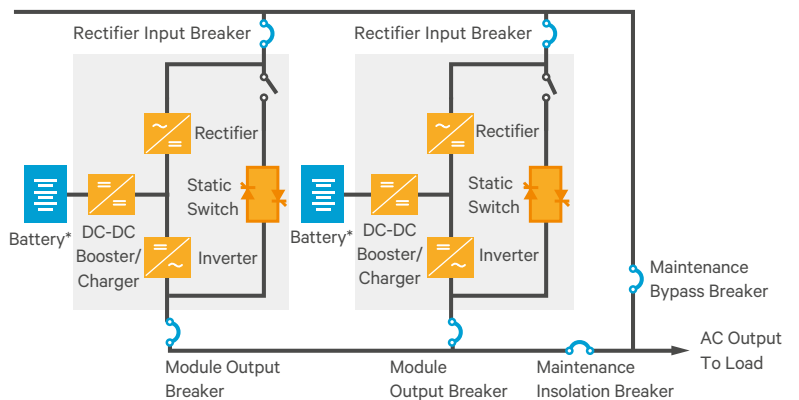 Rectifier Input Breaker
Rectifier Input Breaker
Rectifier
Rectifier
Static
Switch
Static
Switch
Battery*
DC-DC
Booster/
Charger
Inverter
Battery*
DC-DC
Booster/
Charger
Inverter
Maintenance
Bypass Breaker
AC Output
To Load
Module Output
Breaker
Module
Output Breaker
Maintenance
Insolation Breaker